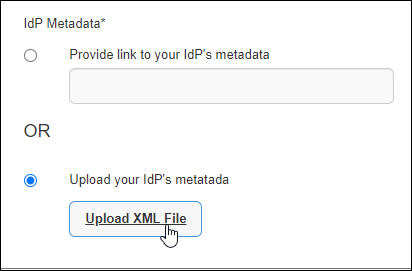 IdP Metadata*
Provide link to your IdP's metadata
OR
Upload your IdP's metatada
Upload XML File